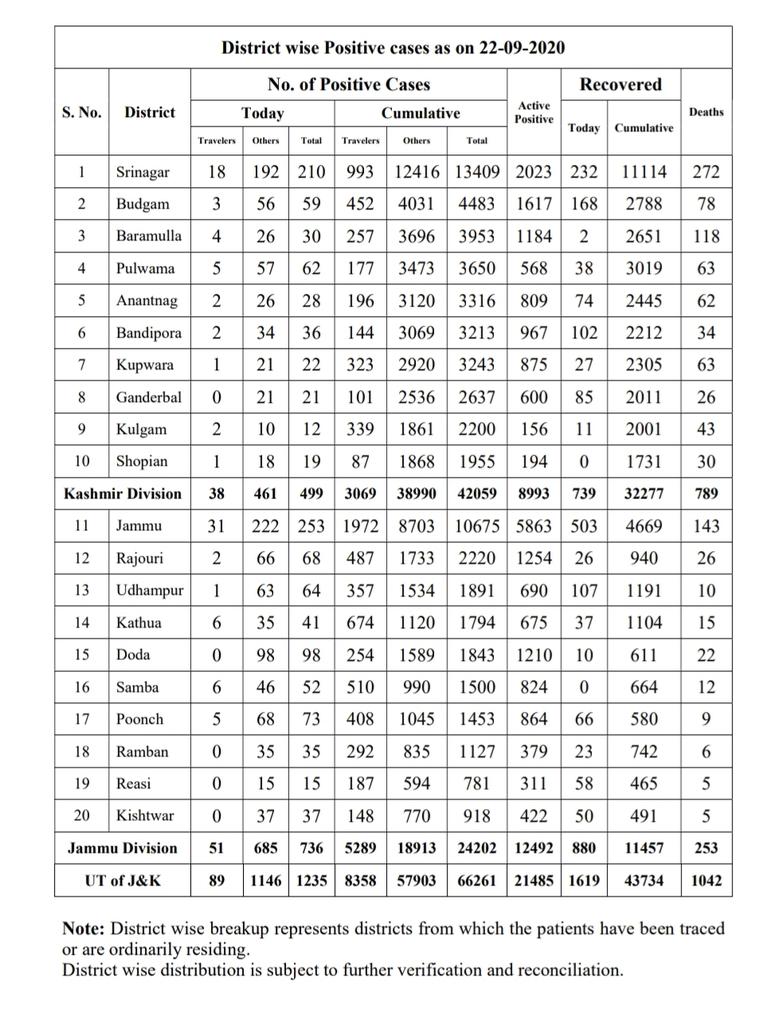 District wise Positive cases as on 22-09-2020
S. No. District No. of Positive Cases Active Positive Recovered Deaths
Today Cumulative Today Cumulative
Travelers Others Total Travelers Others Total
1 Srinagar 18 192 210 993 12416 13409 2023 232 11114 272
2 Budgam 3 56 59 452 4031 4483 1617 168 2788 78
3 Baramulla 4 26 30 257 3696 3953 1184 2 2651 118
4 Pulwama 5 57 62 177 3473 3650 568 38 3019 63
5 Anantnag 2 26 28 196 3120 3316 809 74 2445 62
6 Bandipora 2 34 36 144 3069 3213 967 102 2212 34
7 Kupwara 1 21 22 323 2920 3243 875 27 2305 63
8 Ganderbal 0 21 21 101 2536 2637 600 85 2011 26
9 Kulgam 2 10 12 339 1861 2200 156 11 2001 43
10 Shopian 1 18 19 87 1868 1955 194 0 1731 30
Kashmir Division 38 461 499 3069 38990 42059 8993 739 32277 789
11 Jammu 31 222 253 1972 8703 10675 5863 503 4669 143
12 Rajouri 2 66 68 487 1733 2220 1254 26 940 26
13 Udhampur 1 63 64 357 1534 1891 690 107 1191 10
14 Kathua 6 35 41 674 1120 1794 675 37 1104 15
15 Doda 0 98 98 254 1589 1843 1210 10 611 22
16 Samba 6 46 52 510 990 1500 824 0 664 12
17 Poonch 5 68 73 408 1045 1453 864 66 580 9
18 Ramban 0 35 35 292 835 1127 379 23 742 6
19 Reasi 0 15 15 187 594 781 311 58 465 5
20 Kishtwar 0 37 37 148 770 918 422 50 491 5
Jammu Division 51 685 736 5289 18913 24202 12492 880 11457 253
UT of J&K 89 1146 1235 8358 57903 66261 21485 1619 43734 1042
Note: District wise breakup represents districts from which the patients have been traced
or are ordinarily residing.
District wise distribution is subject to further verification and reconciliation.